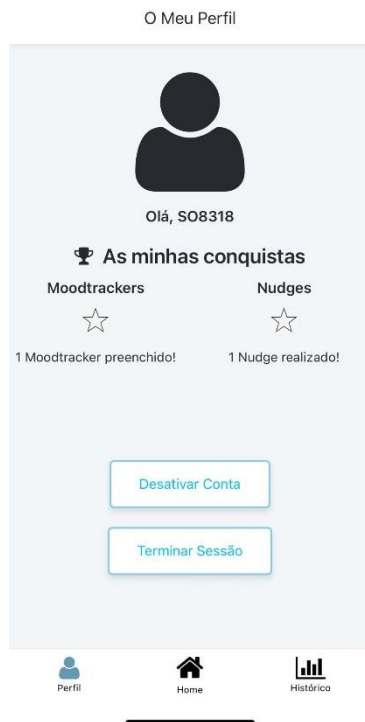 O Meu Perfil
Olá, SO8318
As minhas conquistas
Moodtrackers
Nudges
1 Moodtracker preenchido!
1 Nudge realizado!
Desativar Conta
Terminar Sessão
Perfil
Home
Histórico